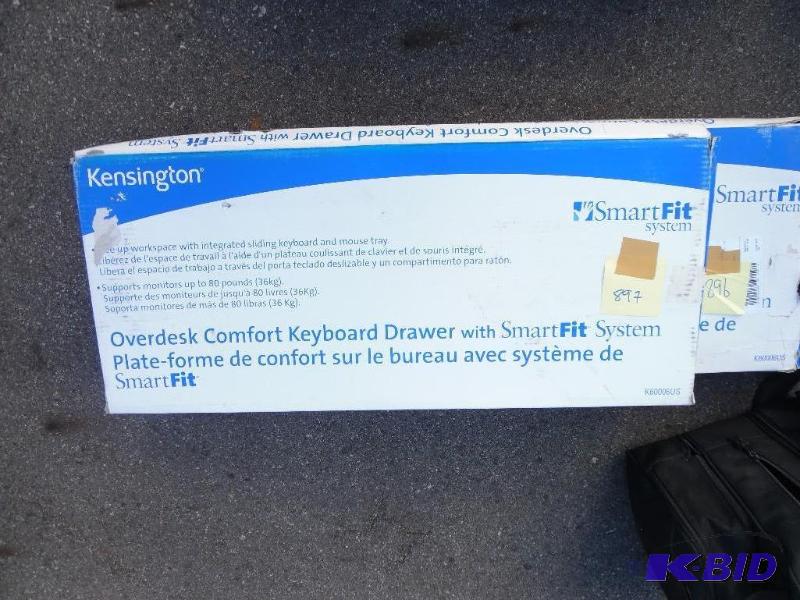 Overdesk Comfort Keyboard Drawer with SmartFit System
Kensington®
SmartFit
system
up workspace with integrated sliding keyboard and mouse tray.
Libérez de l'espace de travail à l'aide d'un plateau coulissant de clavier et de souris intégré.
Libera el espacio de trabajo a través del porta teclado deslizable y un compartimento para ratón.
• Supports monitors up to 80 pounds (36kg).
Supporte des moniteurs de jusqu'à 80 livres (36Kg).
Soporta monitores de más de 80 libras (36 Kg).
897
Overdesk Comfort Keyboard Drawer with SmartFit System
Plate-forme de confort sur le bureau avec système de
SmartFit
K60006US
Overdesk
SmartFit
system
896
m
e de
K60006US
K-BID